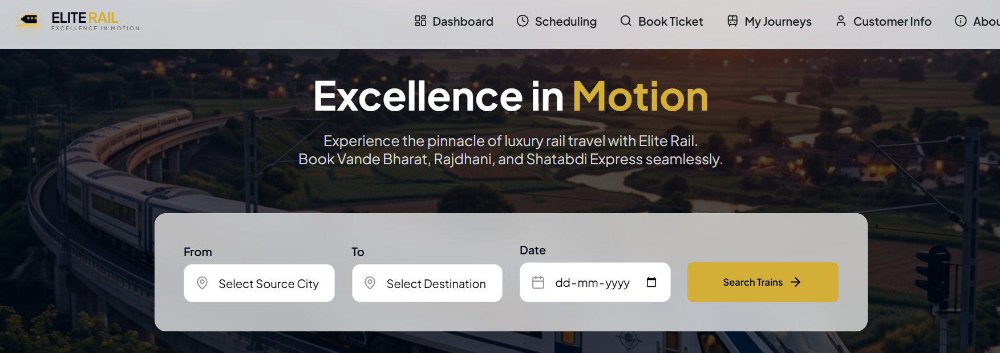 ELITE RAIL
EXCELLENCE IN MOTION
Dashboard
Scheduling
Book Ticket
My Journeys
Customer Info
Abou
Excellence in Motion
Experience the pinnacle of luxury rail travel with Elite Rail.
Book Vande Bharat, Rajdhani, and Shatabdi Express seamlessly.
From
To
Date
Select Source City
Select Destination
dd-mm-yyyy
Search Trains